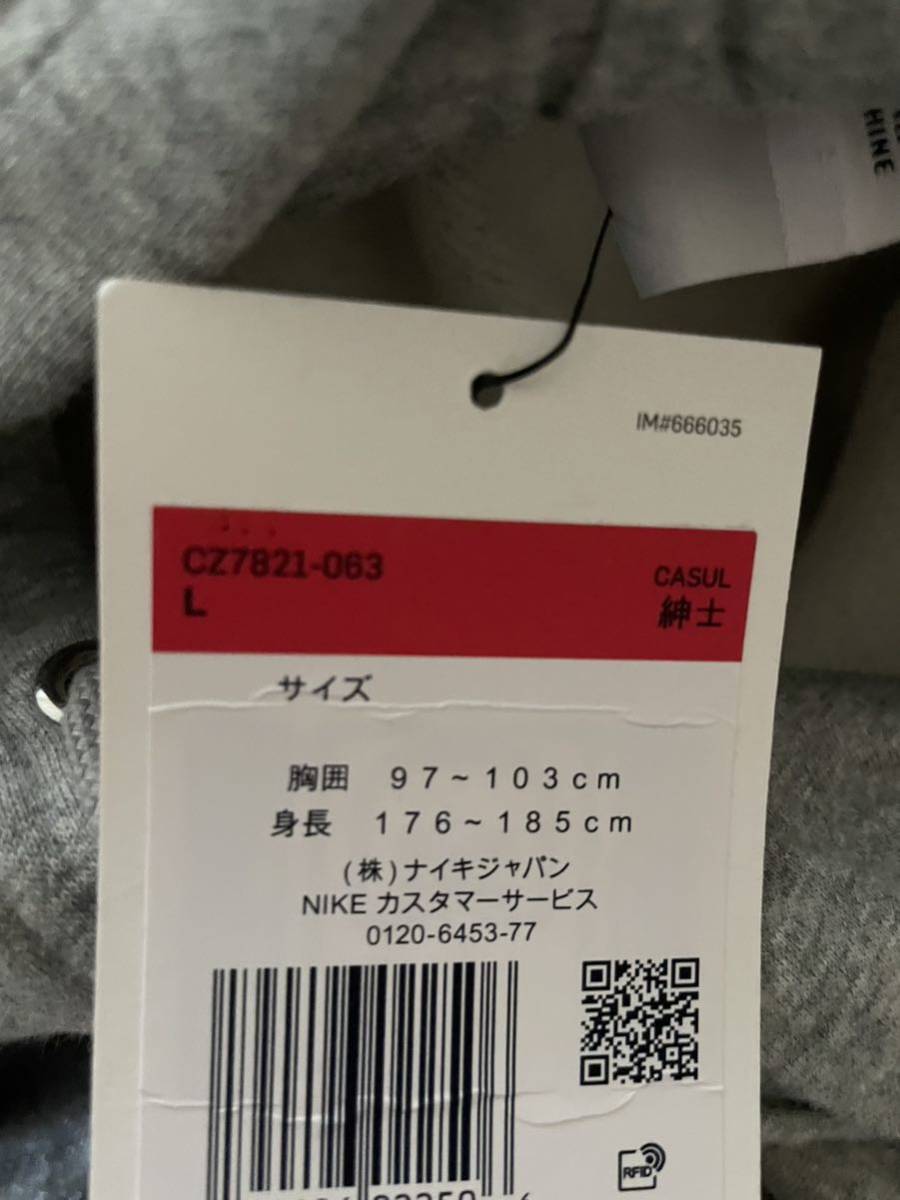 HINE
IM#666035
CZ7821-063
CASUL
L
紳士
サイズ
胸囲 97~103cm
身長 176~185cm
(株)ナイキジャパン
NIKE カスタマーサービス
0120-6453-77
RFID